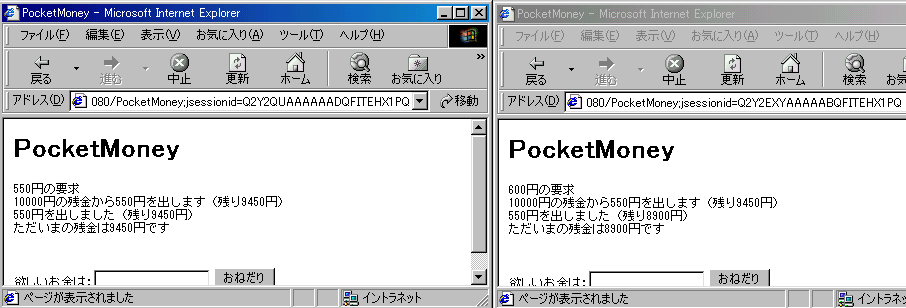 PocketMoney - Microsoft Internet Explorer
ファイル(F) 編集(E) 表示(V) お気に入り(A) ツール(T) ヘルプ(H)
戻る 進む 中止 更新 ホーム 検索 お気に入り
アドレス(D) 080/PocketMoney;jsessionid=Q2Y2QUAAAAAADQFITEHX1PQ 移動
PocketMoney
550円の要求
10000円の残金から550円を出します（残り9450円）
550円を出しました（残り9450円）
ただいまの残金は9450円です
欲しいお金は: おねだり
ページが表示されました イントラネット
PocketMoney - Microsoft Internet Explorer
ファイル(F) 編集(E) 表示(V) お気に入り(A) ツール(T) ヘルプ(H)
戻る 進む 中止 更新 ホーム 検索 お気に入
アドレス(D) 080/PocketMoney;jsessionid=Q2Y2EXYAAAAABQFITEHX1PQ
PocketMoney
600円の要求
10000円の残金から550円を出します（残り9450円）
550円を出しました（残り8900円）
ただいまの残金は8900円です
欲しいお金は: おねだり
ページが表示されました イントラネット